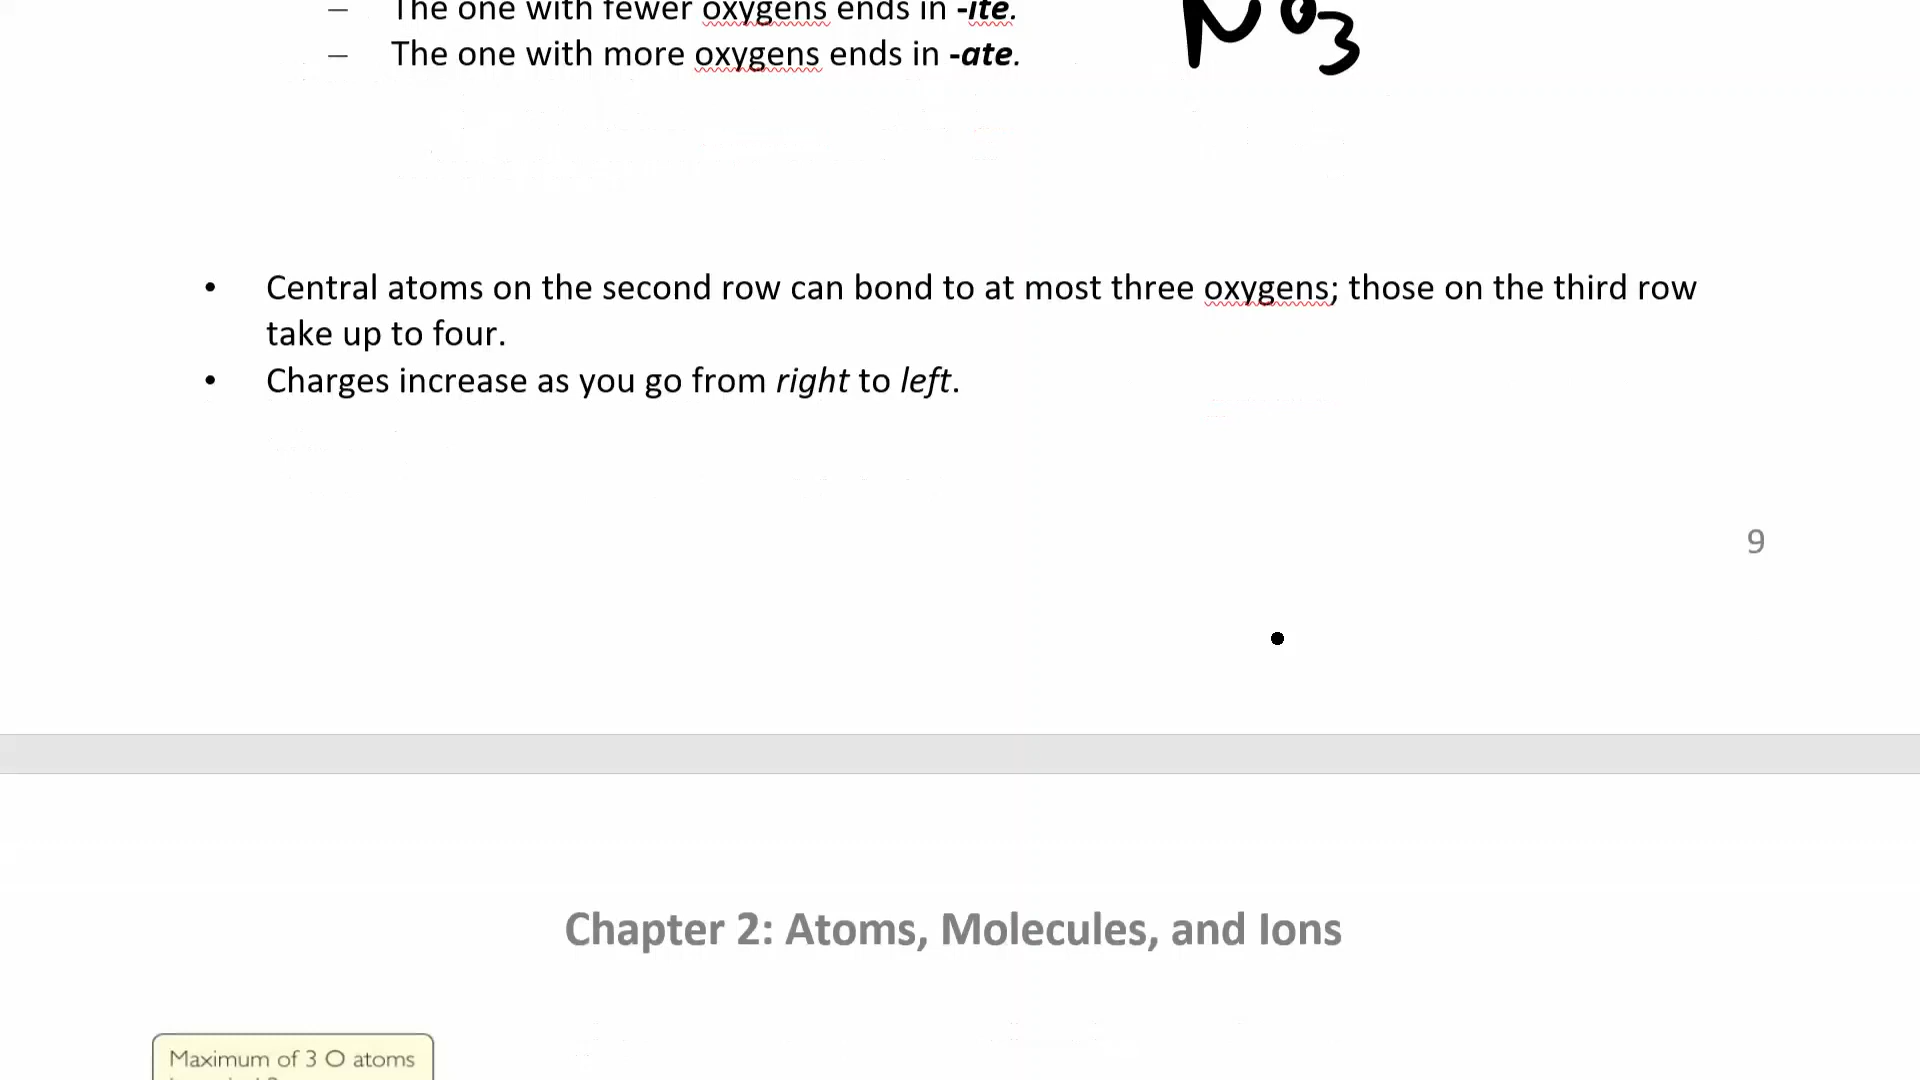 – The one with fewer oxygens ends in -ite.
– The one with more oxygens ends in -ate.
NO3
• Central atoms on the second row can bond to at most three oxygens; those on the third row
take up to four.
• Charges increase as you go from right to left.
9
Chapter 2: Atoms, Molecules, and Ions
Maximum of 3 O atoms